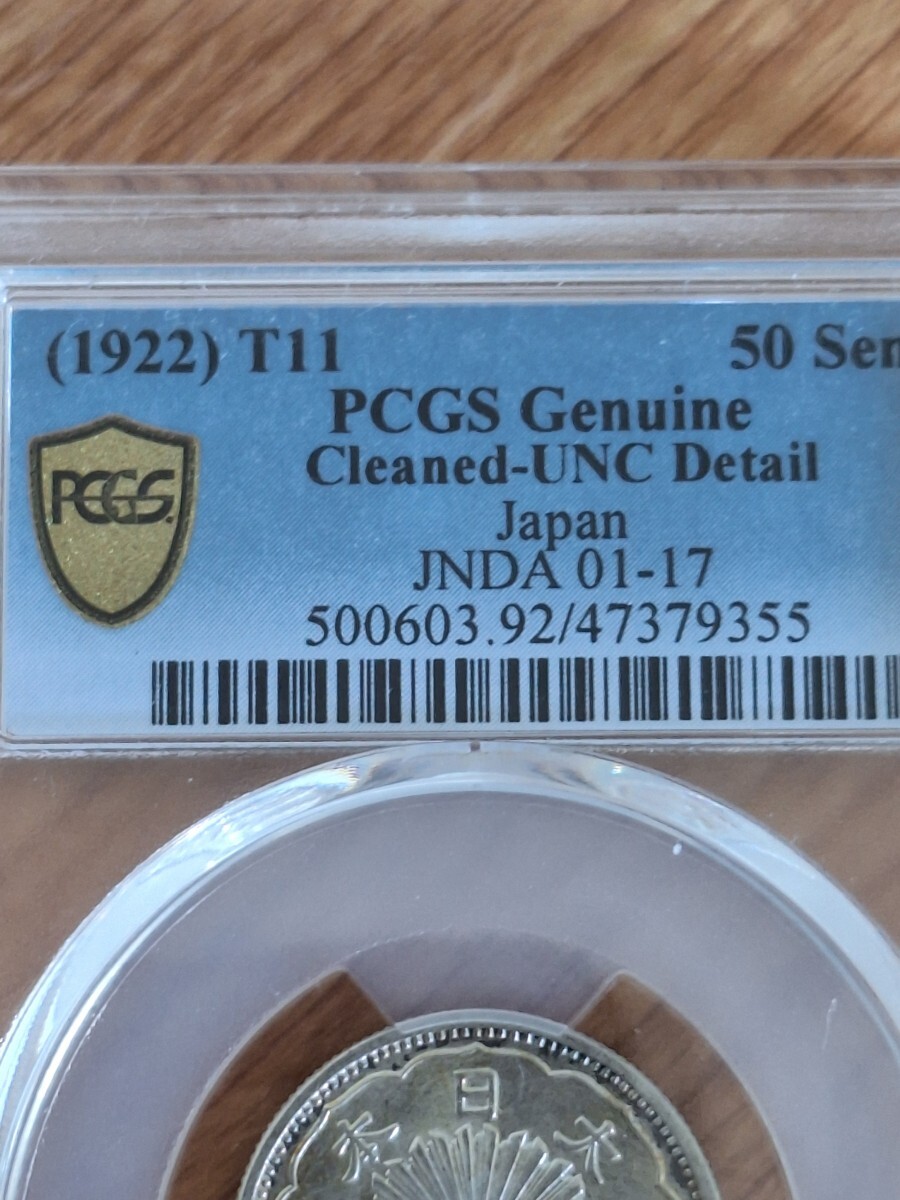 (1922) T11 50 Sen
PCGS Genuine
Cleaned-UNC Detail
PCGS.
Japan
JNDA 01-17
500603.92/47379355
日
本